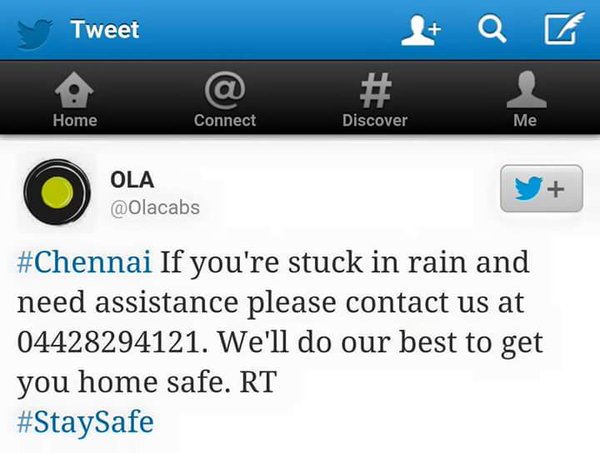 Tweet
Home
@
Connect
#
Discover
Me
OLA
@Olacabs
+
#Chennai If you're stuck in rain and
need assistance please contact us at
04428294121. We'll do our best to get
you home safe. RT
#StaySafe